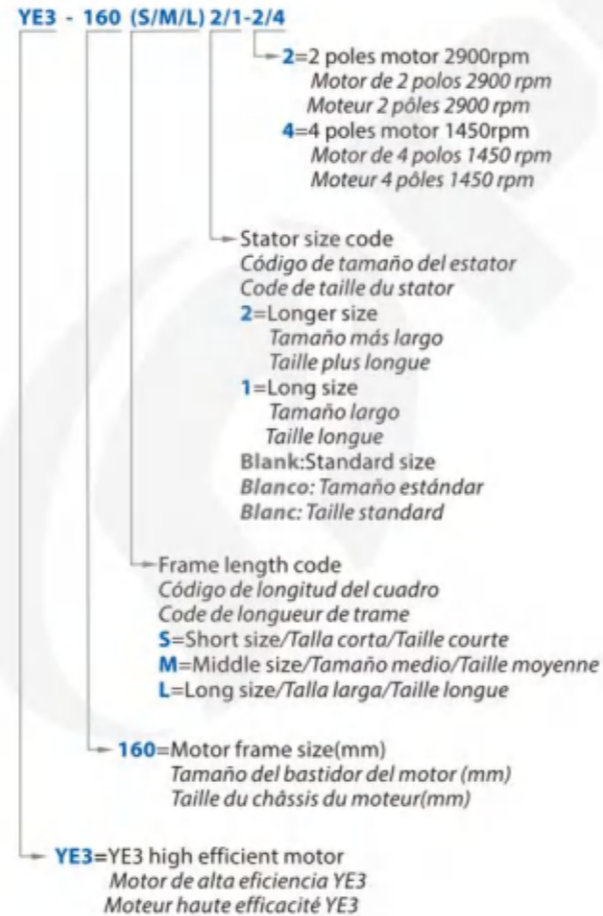 YE3 - 160 (S/M/L) 2/1-2/4
2=2 poles motor 2900rpm
Motor de 2 polos 2900 rpm
Moteur 2 pôles 2900 rpm
4=4 poles motor 1450rpm
Motor de 4 polos 1450 rpm
Moteur 4 pôles 1450 rpm
Stator size code
Código de tamaño del estator
Code de taille du stator
2=Longer size
Tamaño más largo
Taille plus longue
1=Long size
Tamaño largo
Taille longue
Blank:Standard size
Blanco: Tamaño estándar
Blanc: Taille standard
Frame length code
Código de longitud del cuadro
Code de longueur de trame
S=Short size/Talla corta/Taille courte
M=Middle size/Tamaño medio/Taille moyenne
L=Long size/Talla larga/Taille longue
160=Motor frame size(mm)
Tamaño del bastidor del motor (mm)
Taille du châssis du moteur(mm)
YE3=YE3 high efficient motor
Motor de alta eficiencia YE3
Moteur haute efficacité YE3